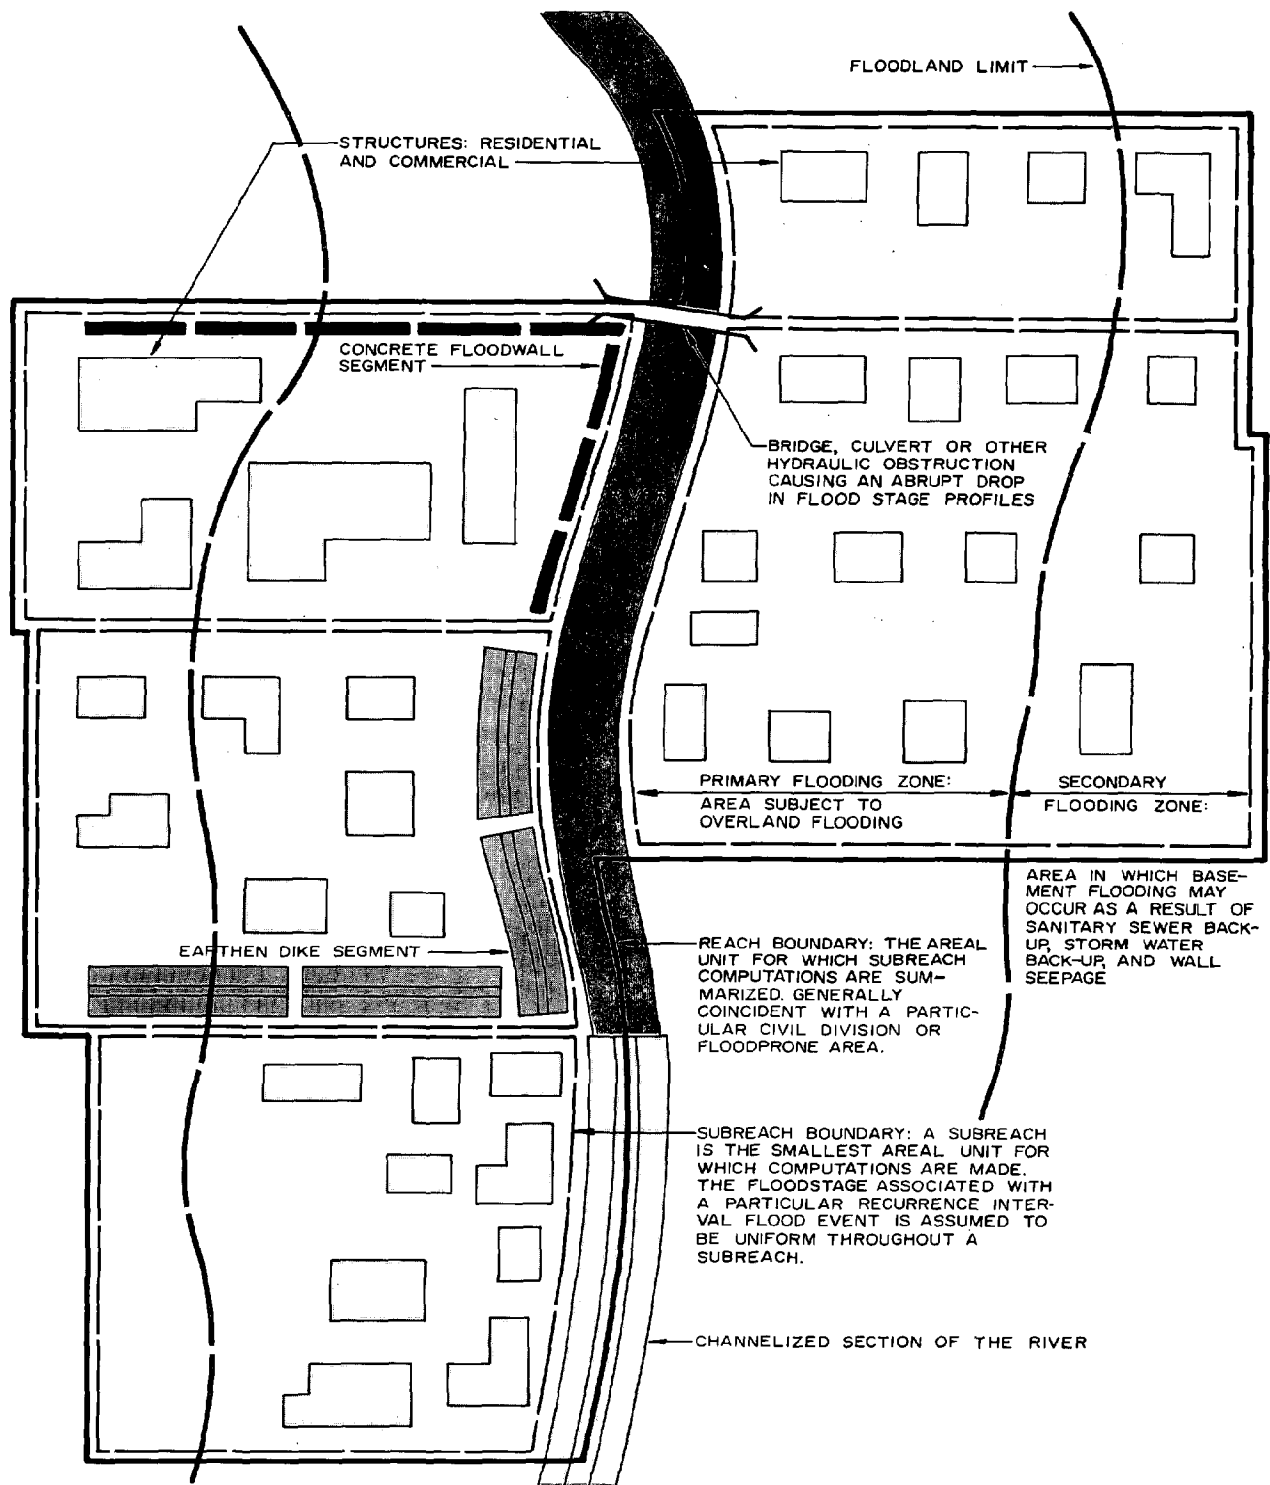 FLOODLAND LIMIT
STRUCTURES: RESIDENTIAL
AND COMMERCIAL
CONCRETE FLOODWALL
SEGMENT
BRIDGE, CULVERT OR OTHER
HYDRAULIC OBSTRUCTION
CAUSING AN ABRUPT DROP
IN FLOOD STAGE PROFILES
PRIMARY FLOODING ZONE:
AREA SUBJECT TO
OVERLAND FLOODING
SECONDARY
FLOODING ZONE:
AREA IN WHICH BASE-
MENT FLOODING MAY
OCCUR AS A RESULT OF
SANITARY SEWER BACK-
UP, STORM WATER
BACK-UP, AND WALL
SEEPAGE
EARTHEN DIKE SEGMENT
REACH BOUNDARY: THE AREAL
UNIT FOR WHICH SUBREACH
COMPUTATIONS ARE SUM-
MARIZED. GENERALLY
COINCIDENT WITH A PARTIC-
ULAR CIVIL DIVISION OR
FLOODPRONE AREA.
SUBREACH BOUNDARY: A SUBREACH
IS THE SMALLEST AREAL UNIT FOR
WHICH COMPUTATIONS ARE MADE.
THE FLOODSTAGE ASSOCIATED WITH
A PARTICULAR RECURRENCE INTER-
VAL FLOOD EVENT IS ASSUMED TO
BE UNIFORM THROUGHOUT A
SUBREACH.
CHANNELIZED SECTION OF THE RIVER